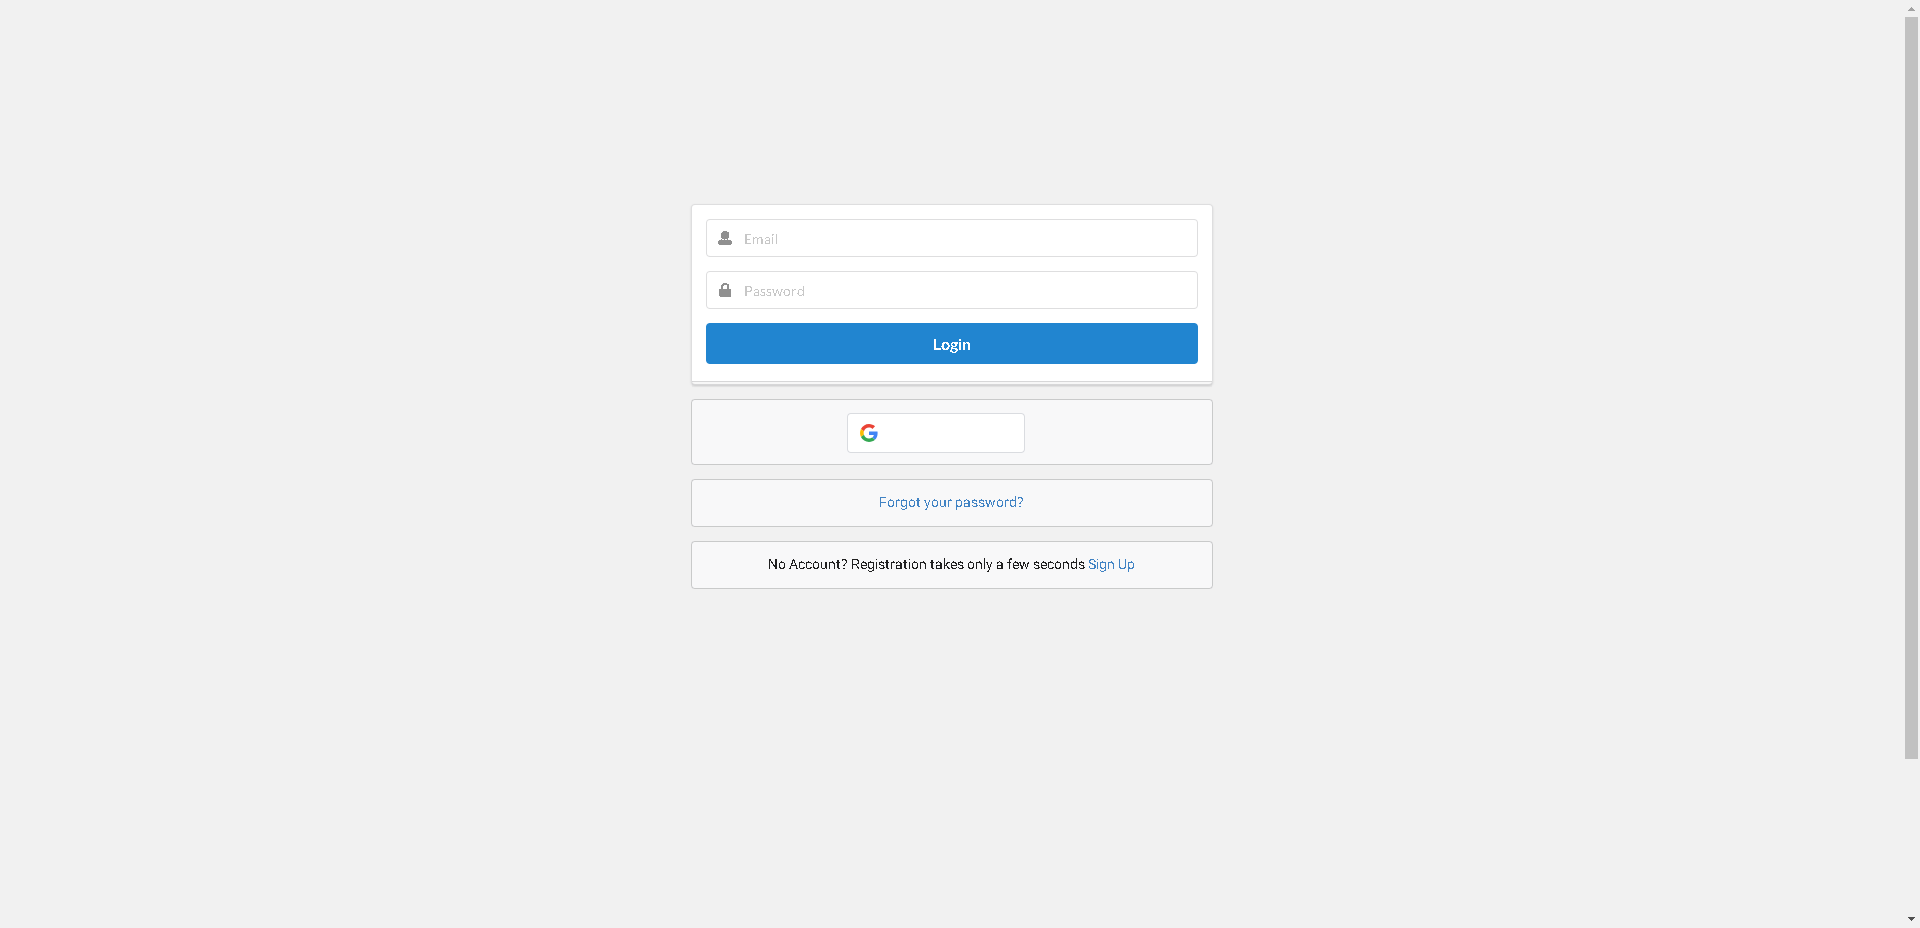 Email
Password
Login
Forgot your password?
No Account? Registration takes only a few seconds Sign Up